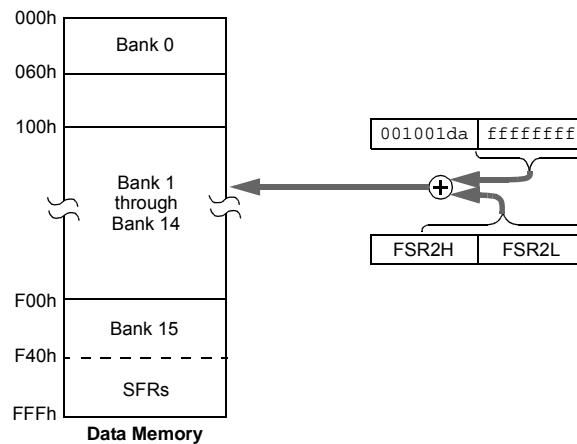 000h
Bank 0
060h
100h
001001da ffffffff
Bank 1
through
Bank 14
FSR2H FSR2L
F00h
Bank 15
F40h
SFRs
FFFh
Data Memory